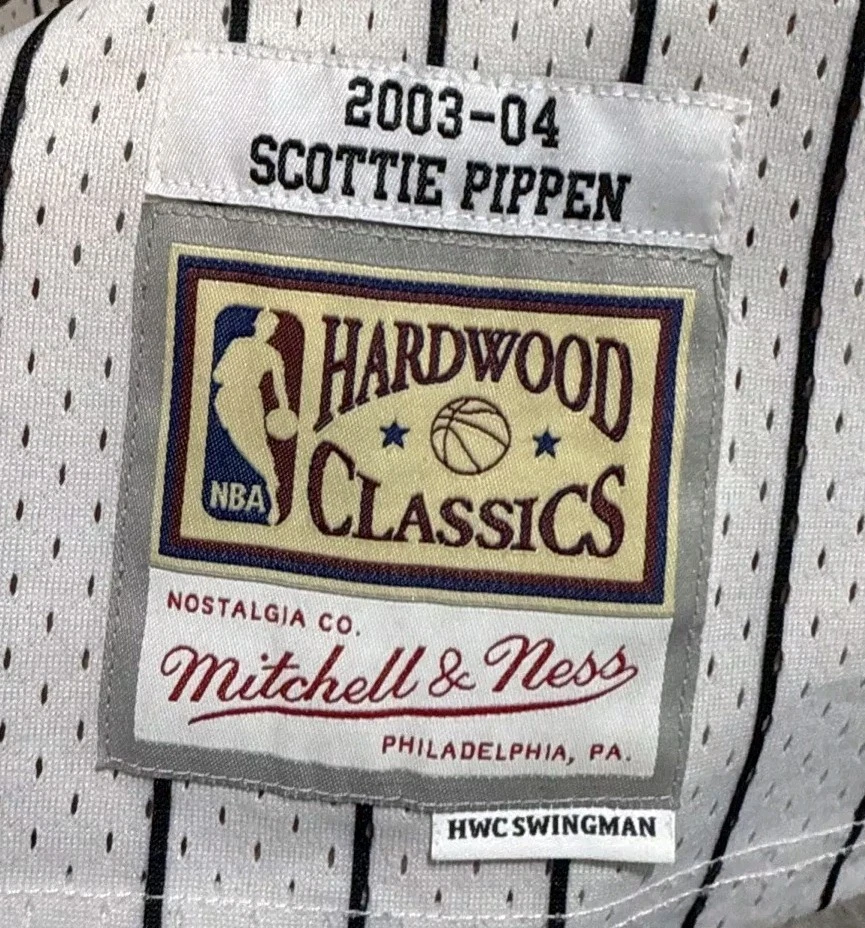 2003-04
SCOTTIE PIPPEN
HARDWOOD
NBA
CLASSICS
NOSTALGIA CO.
Mitchell & Ness
PHILADELPHIA, PA.
HWC SWINGMAN